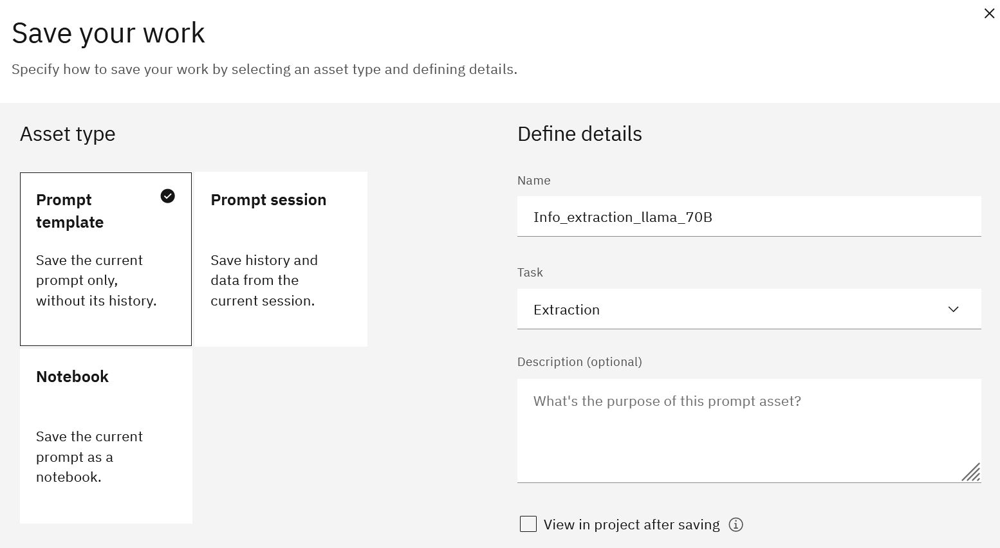 Save your work
Specify how to save your work by selecting an asset type and defining details.
Asset type
Prompt
template
Save the current
prompt only,
without its history.
Prompt session
Save history and
data from the
current session.
Notebook
Save the current
prompt as a
notebook.
Define details
Name
Info_extraction_llama_70B
Task
Extraction
Description (optional)
What's the purpose of this prompt asset?
View in project after saving